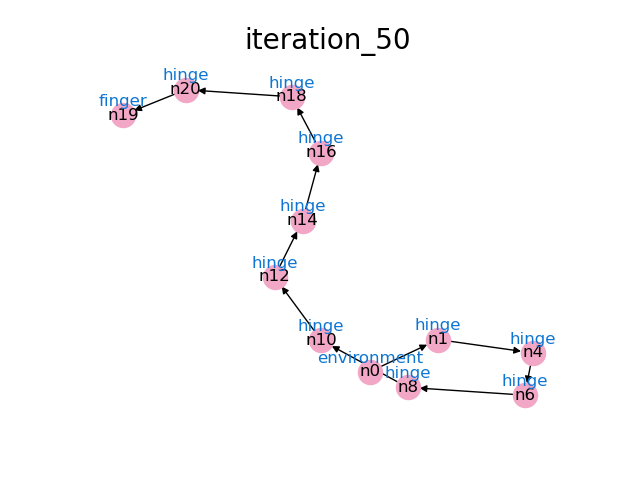 iteration_50
hinge
n20
hinge
n18
finger
n19
hinge
n16
hinge
n14
hinge
n12
hinge
n10
hinge
n1
hinge
n4
environment
n0
hinge
n8
hinge
n6